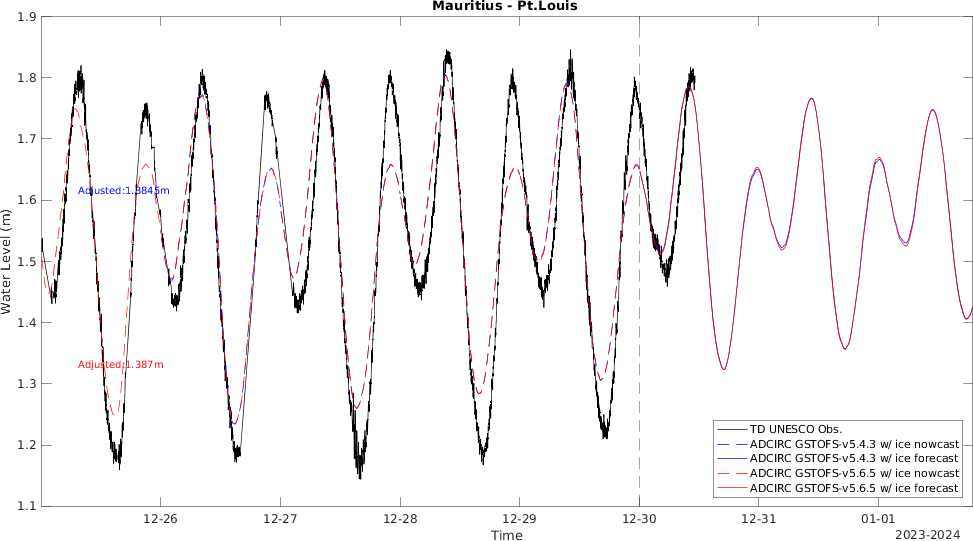 Mauritius - Pt.Louis
1.9
1.8
1.7
1.6
1.5
1.4
1.3
1.2
1.1
Water Level (m)
Adjusted:1.3845m
Adjusted:1.387m
TD UNESCO Obs.
ADCIRC GSTOFS-v5.4.3 w/ ice nowcast
ADCIRC GSTOFS-v5.4.3 w/ ice forecast
ADCIRC GSTOFS-v5.6.5 w/ ice nowcast
ADCIRC GSTOFS-v5.6.5 w/ ice forecast
12-26 12-27 12-28 12-29 12-30 12-31 01-01
Time
2023-2024